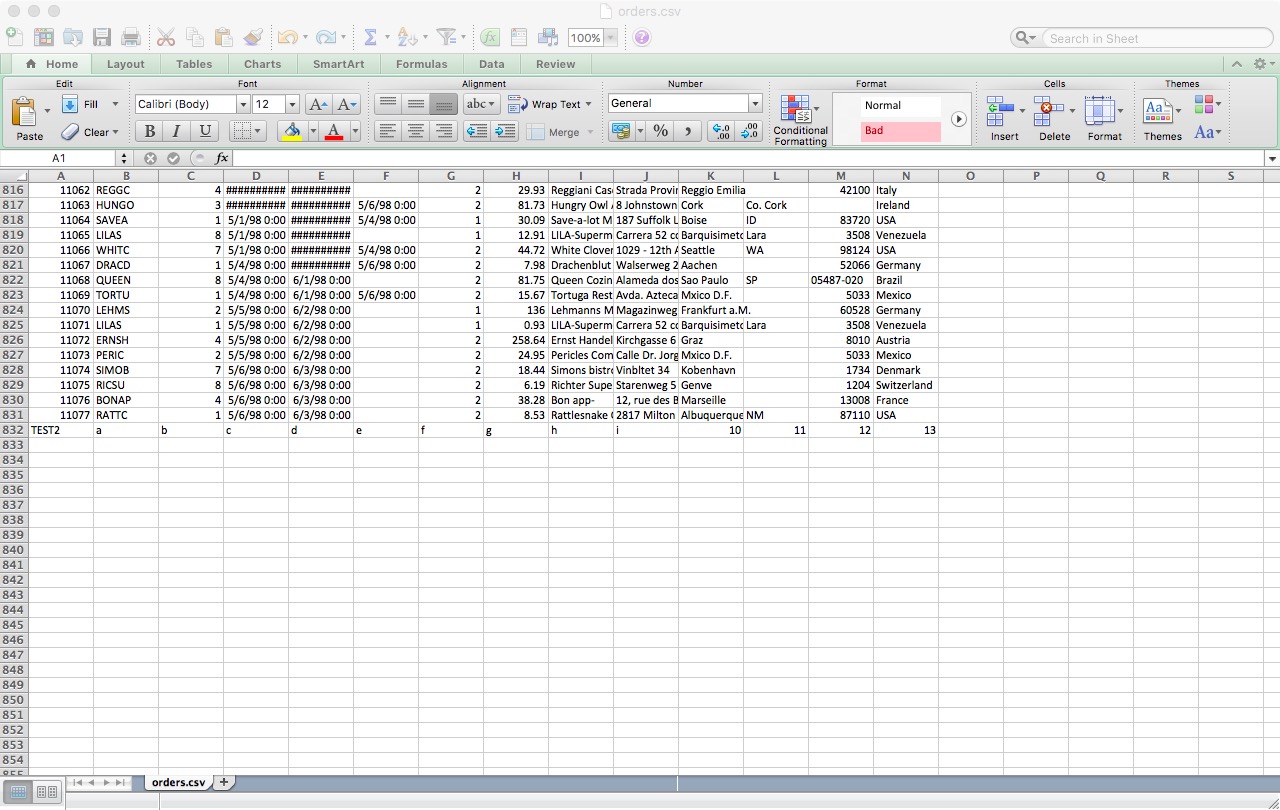 orders.csv
100% Search in Sheet
Home Layout Tables Charts SmartArt Formulas Data Review
Edit Font Alignment Number Format Cells Themes
Paste Fill Clear Calibri (Body) 12 A A abc Wrap Text General Conditional Formatting Normal Insert Delete Format Themes Aa
B I U A Merge % , .0 .00 .00 .0 Bad Aa
A1 fx
A B C D E F G H I J K L M N O P Q R S
816 11062 REGGC 4 ########## ########## 2 29.93 Reggiani Cas Strada Provin Reggio Emilia 42100 Italy
817 11063 HUNGO 3 ########## ########## 5/6/98 0:00 2 81.73 Hungry Owl 8 Johnstown Cork Co. Cork Ireland
818 11064 SAVEA 1 5/1/98 0:00 ########## 5/4/98 0:00 1 30.09 Save-a-lot M 187 Suffolk L Boise ID 83720 USA
819 11065 LILAS 8 5/1/98 0:00 ########## 1 12.91 LILA-Superm Carrera 52 cc Barquisimeto Lara 3508 Venezuela
820 11066 WHITC 7 5/1/98 0:00 ########## 5/4/98 0:00 2 44.72 White Clover 1029 - 12th A Seattle WA 98124 USA
821 11067 DRACD 1 5/4/98 0:00 ########## 5/6/98 0:00 2 7.98 Drachenblut Walserweg 2 Aachen 52066 Germany
822 11068 QUEEN 8 5/4/98 0:00 6/1/98 0:00 2 81.75 Queen Cozin Alameda dos Sao Paulo SP 05487-020 Brazil
823 11069 TORTU 1 5/4/98 0:00 6/1/98 0:00 5/6/98 0:00 2 15.67 Tortuga Rest Avda. Azteca Mxico D.F. 5033 Mexico
824 11070 LEHMS 2 5/5/98 0:00 6/2/98 0:00 1 136 Lehmanns M Magazinweg Frankfurt a.M. 60528 Germany
825 11071 LILAS 1 5/5/98 0:00 6/2/98 0:00 1 0.93 LILA-Superm Carrera 52 cc Barquisimeto Lara 3508 Venezuela
826 11072 ERNSH 4 5/5/98 0:00 6/2/98 0:00 2 258.64 Ernst Handel Kirchgasse 6 Graz 8010 Austria
827 11073 PERIC 2 5/5/98 0:00 6/2/98 0:00 2 24.95 Pericles Com Calle Dr. Jorg Mxico D.F. 5033 Mexico
828 11074 SIMOB 7 5/6/98 0:00 6/3/98 0:00 2 18.44 Simons bistro Vinbltet 34 Kobenhavn 1734 Denmark
829 11075 RICSU 8 5/6/98 0:00 6/3/98 0:00 2 6.19 Richter Supe Starenweg 5 Genve 1204 Switzerland
830 11076 BONAP 4 5/6/98 0:00 6/3/98 0:00 2 38.28 Bon app- 12, rue des B Marseille 13008 France
831 11077 RATTC 1 5/6/98 0:00 6/3/98 0:00 2 8.53 Rattlesnake 2817 Milton Albuquerque NM 87110 USA
832 TEST2 a b c d e f g h i 10 11 12 13
833
834
835
836
837
838
839
840
841
842
843
844
845
846
847
848
849
850
851
852
853
854
855
orders.csv